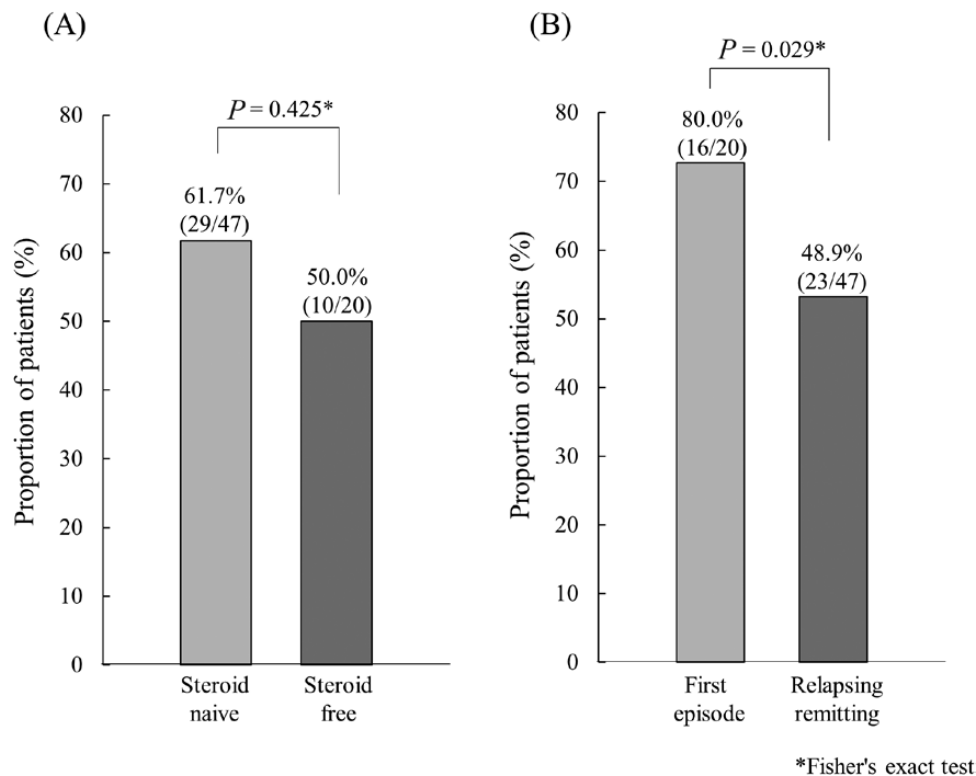 (A)
P = 0.425*
Proportion of patients (%)
80
70
60
50
40
30
20
10
0
61.7%
(29/47)
50.0%
(10/20)
Steroid
naive
Steroid
free
(B)
P = 0.029*
Proportion of patients (%)
80
70
60
50
40
30
20
10
0
80.0%
(16/20)
48.9%
(23/47)
First
episode
Relapsing
remitting
*Fisher's exact test